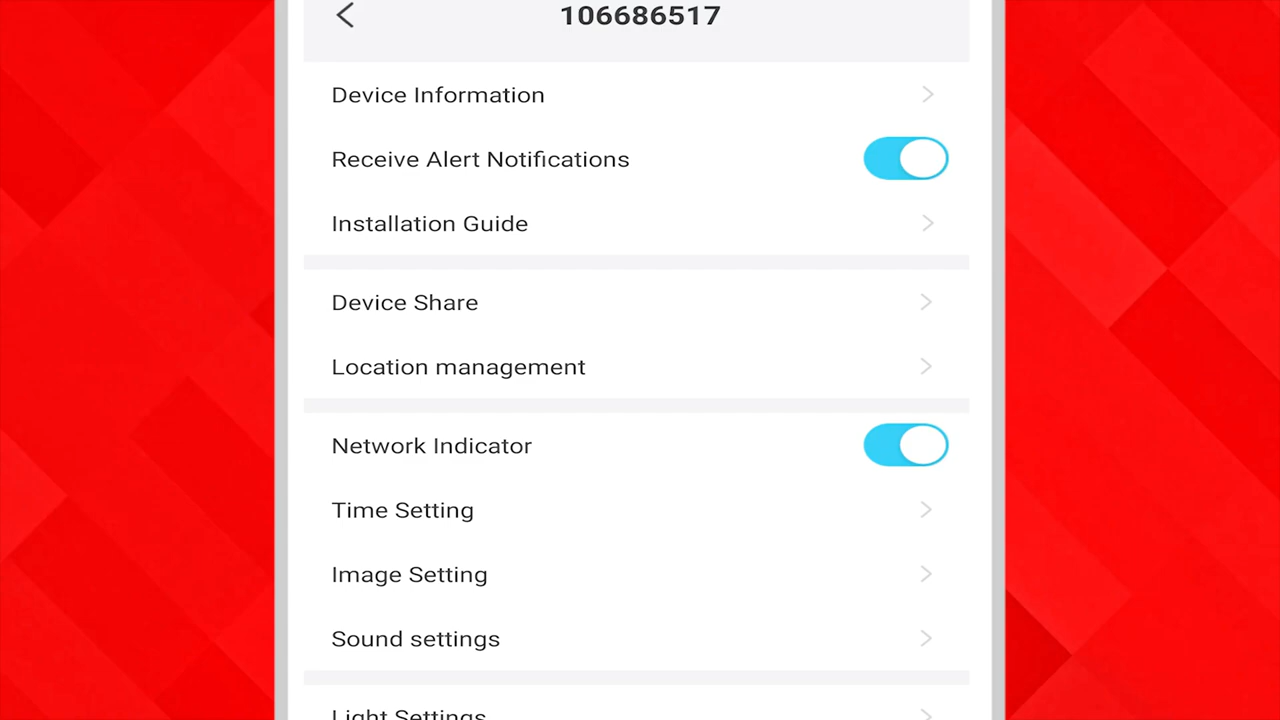 106686517
Device Information
Receive Alert Notifications
Installation Guide
Device Share
Location management
Network Indicator
Time Setting
Image Setting
Sound settings
Light Settings